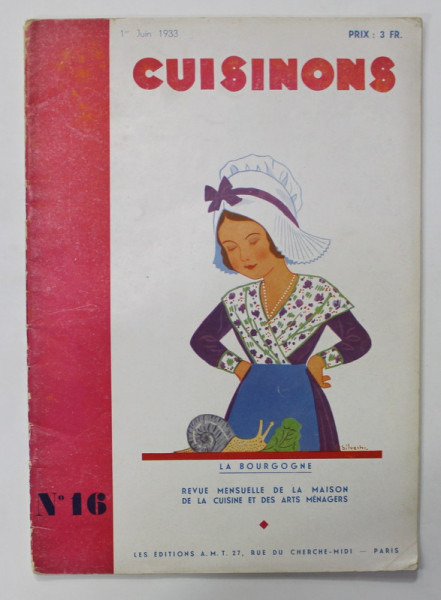 1er Juin 1933
PRIX : 3 FR.
CUISINONS
LA BOURGOGNE
REVUE MENSUELLE DE LA MAISON
DE LA CUISINE ET DES ARTS MÉNAGERS
N° 16
LES EDITIONS A.M.T. 27, RUE DU CHERCHE-MIDI — PARIS